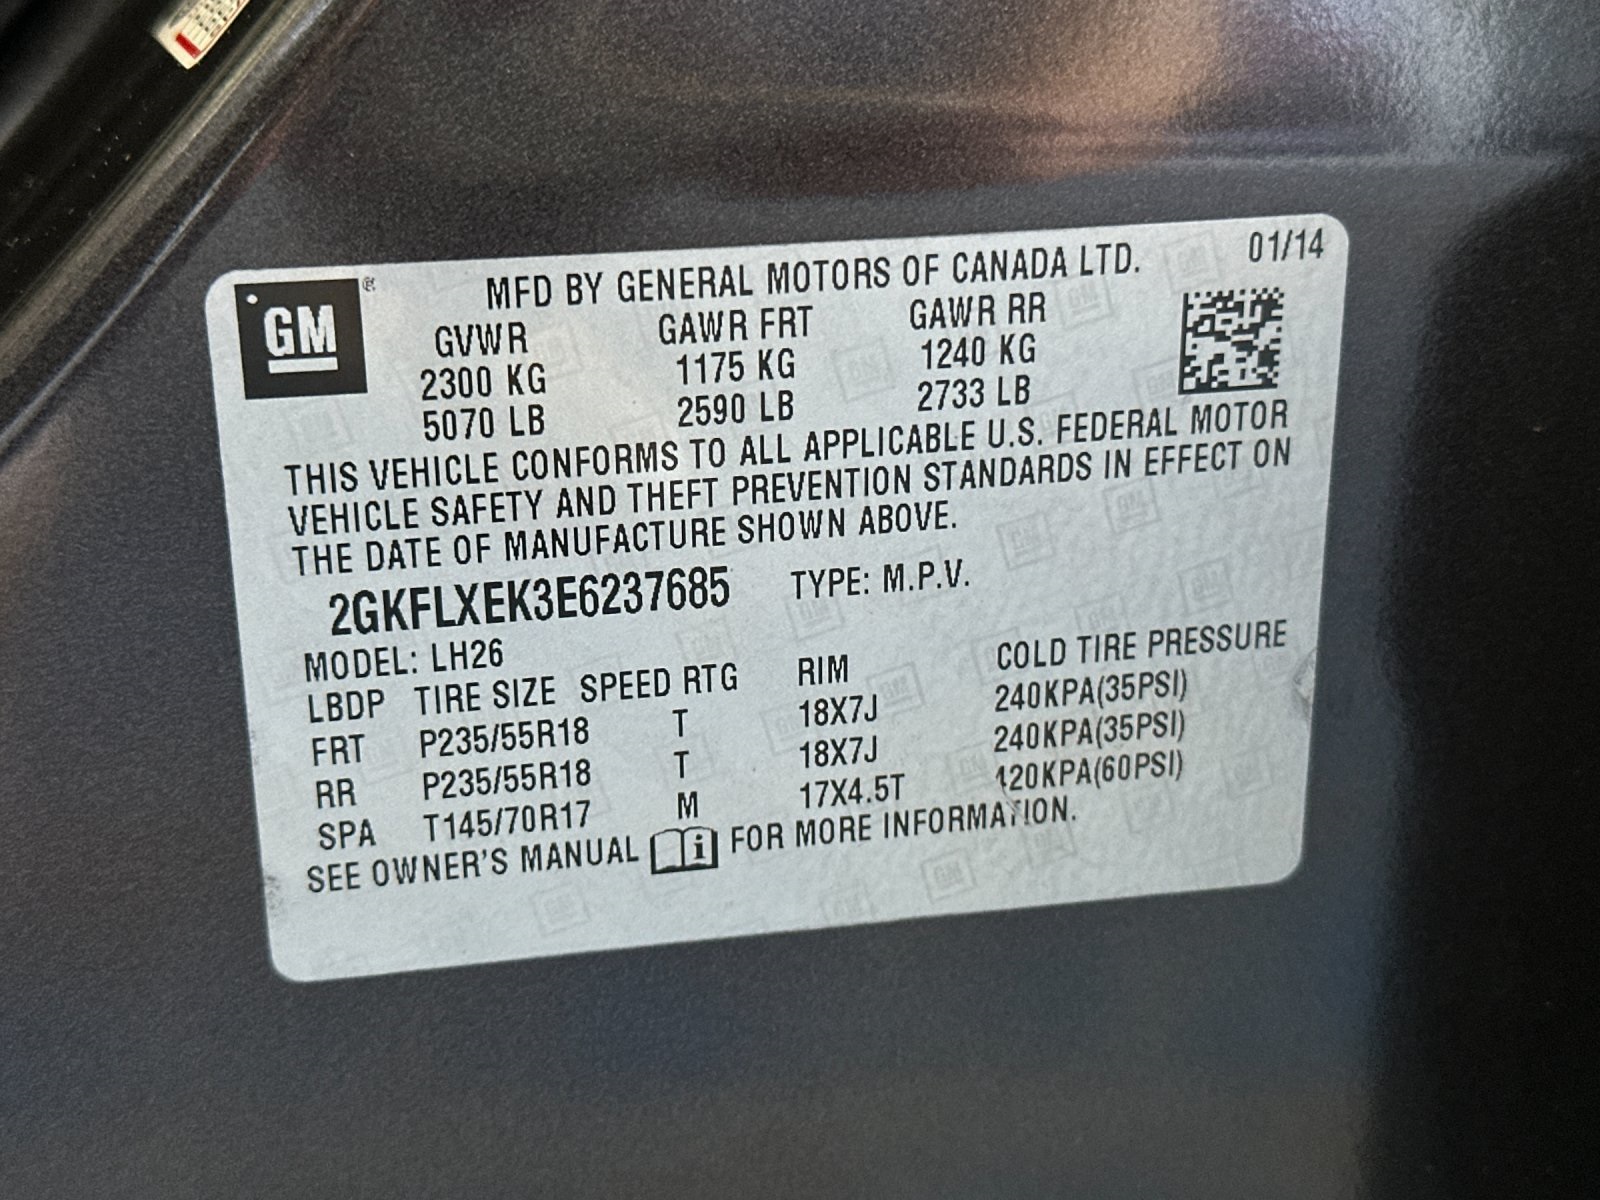 GM
MFD BY GENERAL MOTORS OF CANADA LTD. 01/14
GVWR GAWR FRT GAWR RR
2300 KG 1175 KG 1240 KG
5070 LB 2590 LB 2733 LB
THIS VEHICLE CONFORMS TO ALL APPLICABLE U.S. FEDERAL MOTOR
VEHICLE SAFETY AND THEFT PREVENTION STANDARDS IN EFFECT ON
THE DATE OF MANUFACTURE SHOWN ABOVE.
2GKFLXEK3E6237685 TYPE: M.P.V.
MODEL: LH26
LBDP TIRE SIZE SPEED RTG RIM COLD TIRE PRESSURE
FRT P235/55R18 T 18X7J 240KPA(35PSI)
RR P235/55R18 T 18X7J 240KPA(35PSI)
SPA T145/70R17 M 17X4.5T 420KPA(60PSI)
SEE OWNER'S MANUAL i FOR MORE INFORMATION.